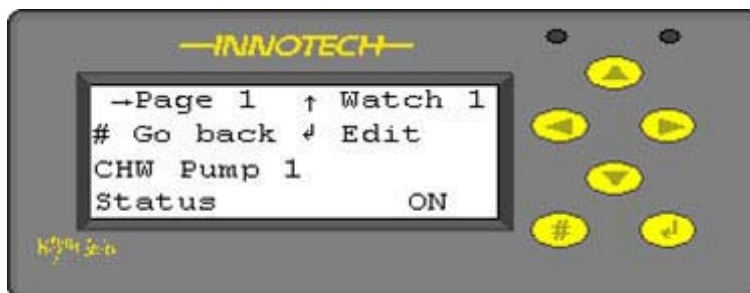 INNOTECH
→Page 1 ↑ Watch 1
# Go back ↲ Edit
CHW Pump 1
Status ON
#